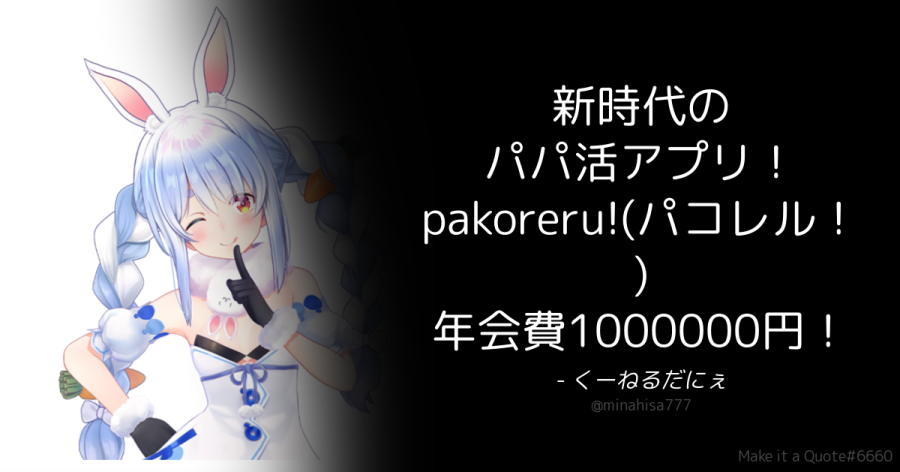 新時代の
パパ活アプリ！
pakoreru!(パコレル！
)
年会費1000000円！
- くーねるだにぇ
@minahisa777
Make it a Quote#6660